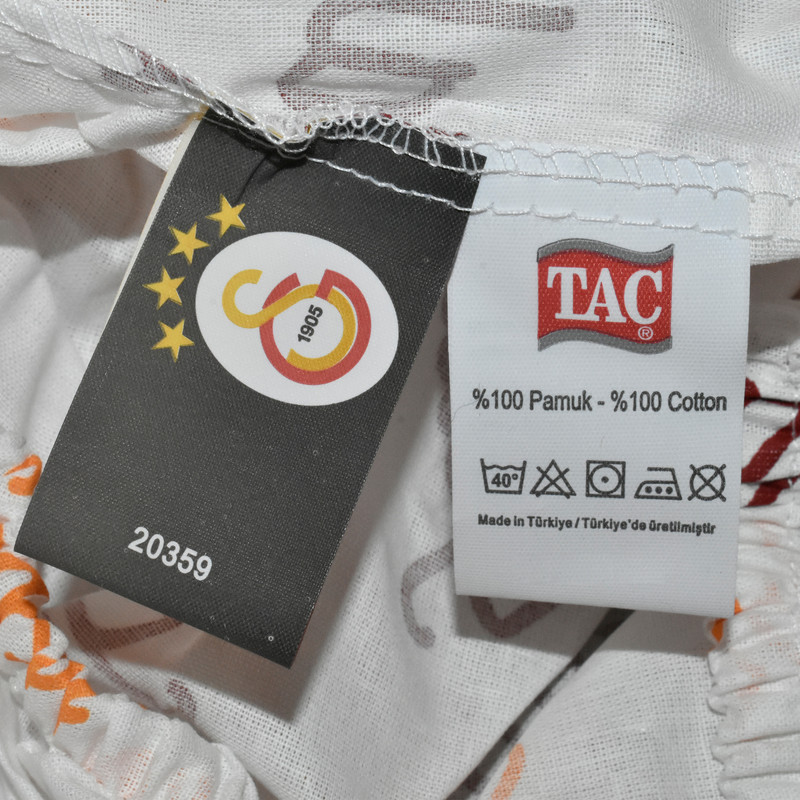 1905
20359
TAC
®
%100 Pamuk - %100 Cotton
40°
Made in Türkiye / Türkiye'de üretilmiştir